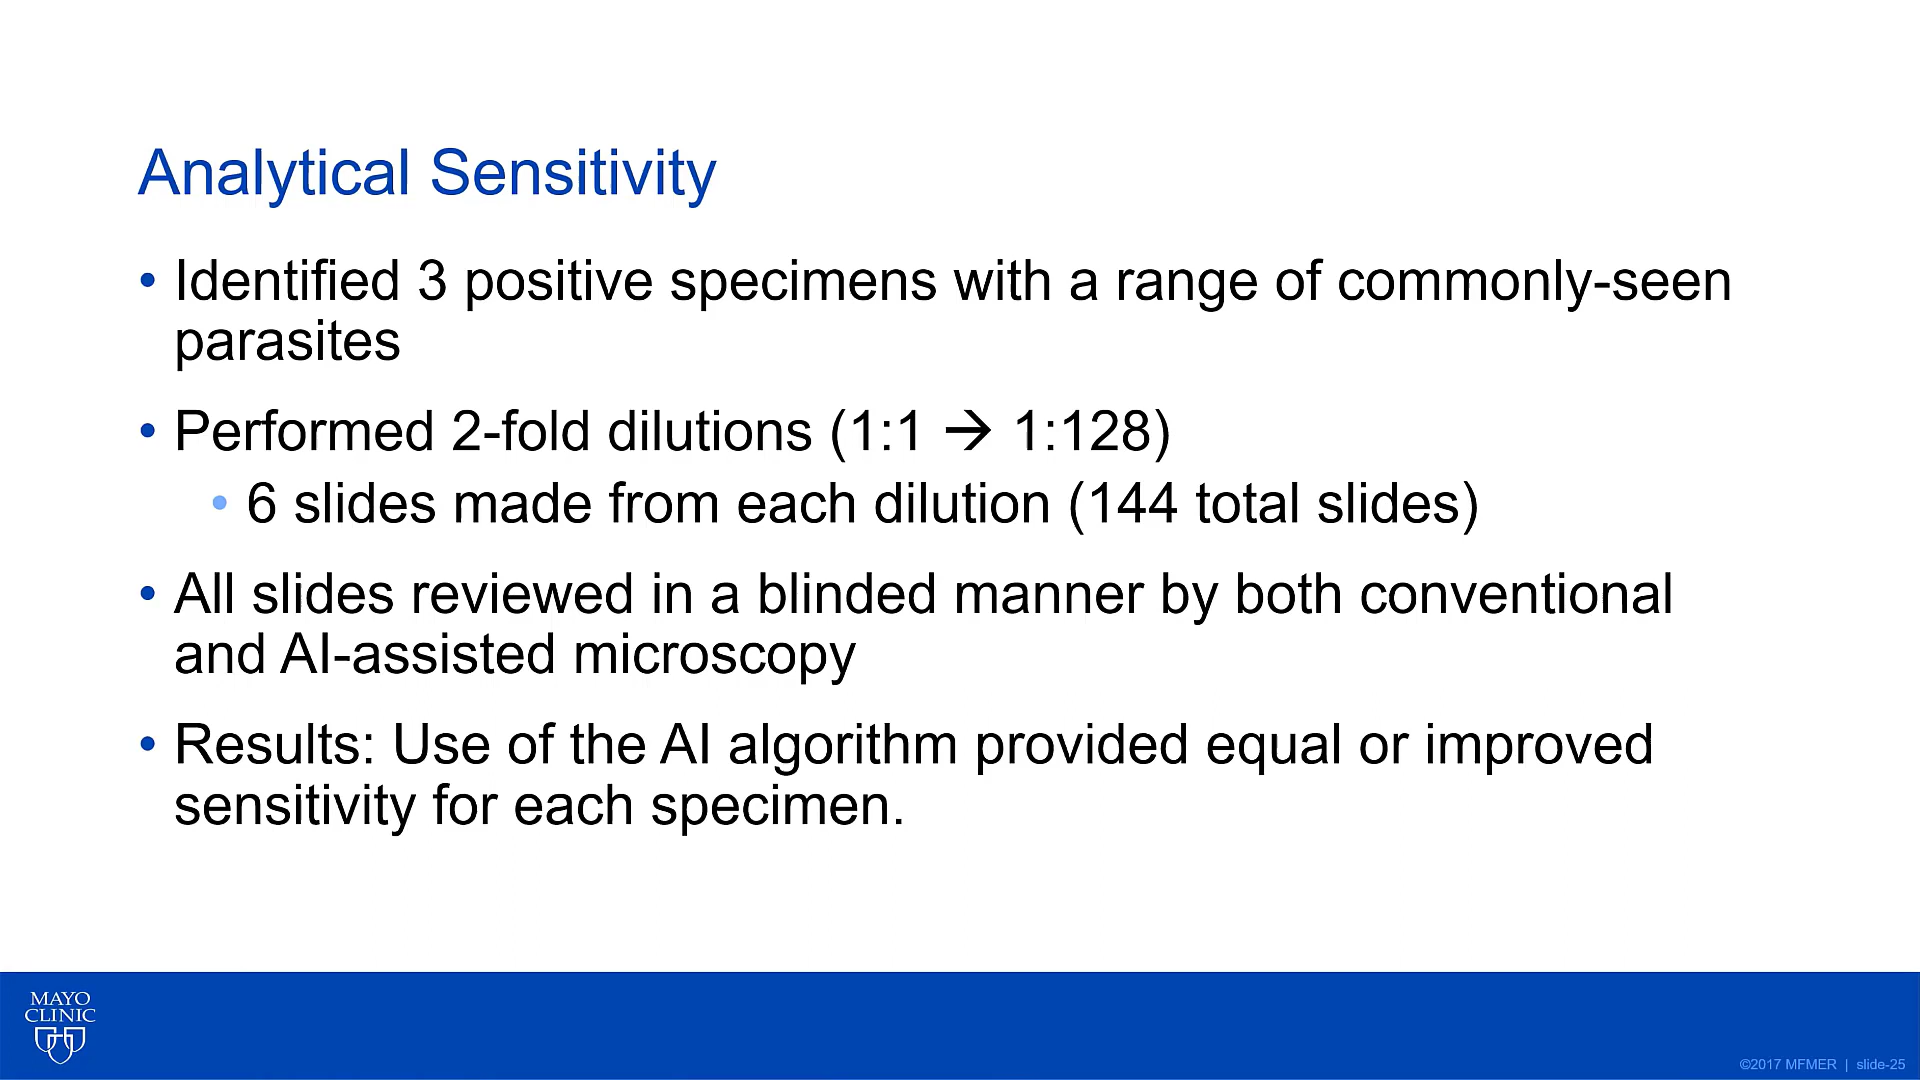 Analytical Sensitivity
• Identified 3 positive specimens with a range of commonly-seen
parasites
• Performed 2-fold dilutions (1:1 → 1:128)
• 6 slides made from each dilution (144 total slides)
• All slides reviewed in a blinded manner by both conventional
and AI-assisted microscopy
• Results: Use of the AI algorithm provided equal or improved
sensitivity for each specimen.
MAYO
CLINIC
©2017 MFMER | slide-25